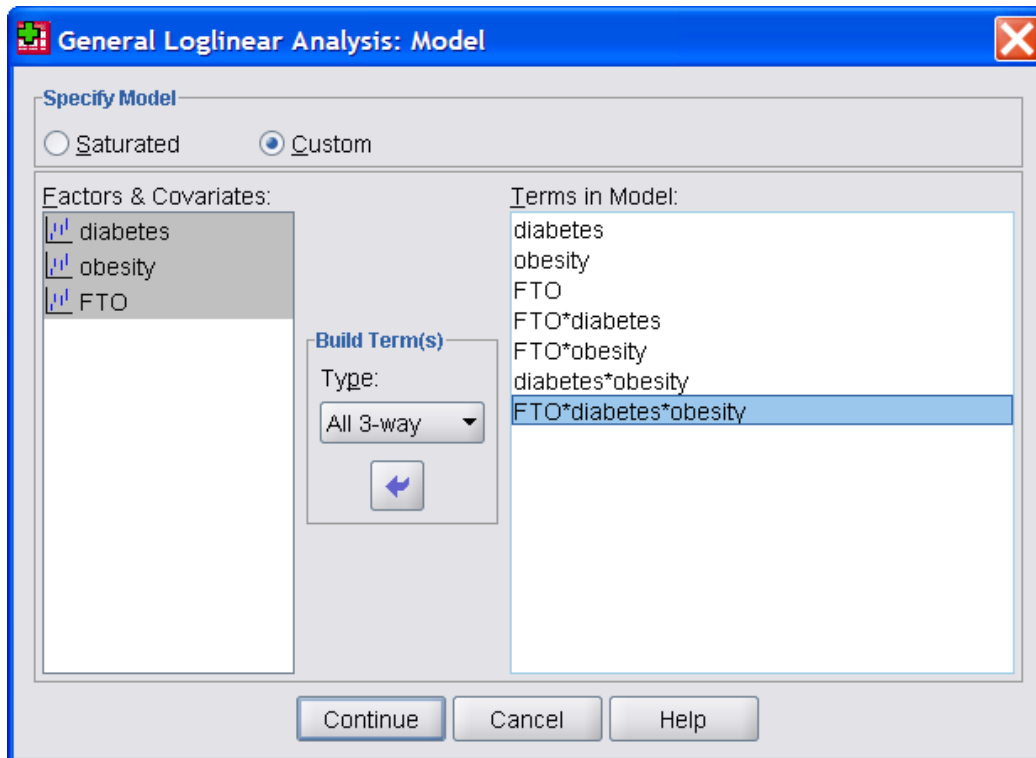 General Loglinear Analysis: Model
Specify Model
Saturated Custom
Factors & Covariates:
diabetes
obesity
FTO
Build Term(s)
Type:
All 3-way
Terms in Model:
diabetes
obesity
FTO
FTO*diabetes
FTO*obesity
diabetes*obesity
FTO*diabetes*obesity
Continue Cancel Help